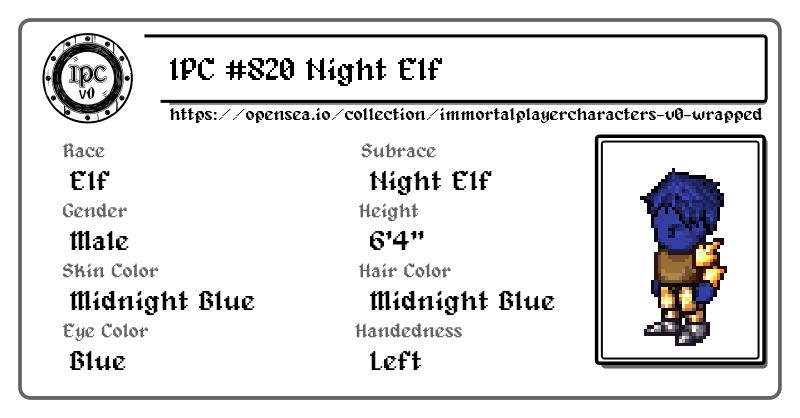 IPC v0
IPC #820 Night Elf
https://opensea.io/collection/immortalplayercharacters-v0-wrapped
Race
Elf
Subrace
Night Elf
Gender
Male
Height
6'4"
Skin Color
Midnight Blue
Hair Color
Midnight Blue
Eye Color
Blue
Handedness
Left